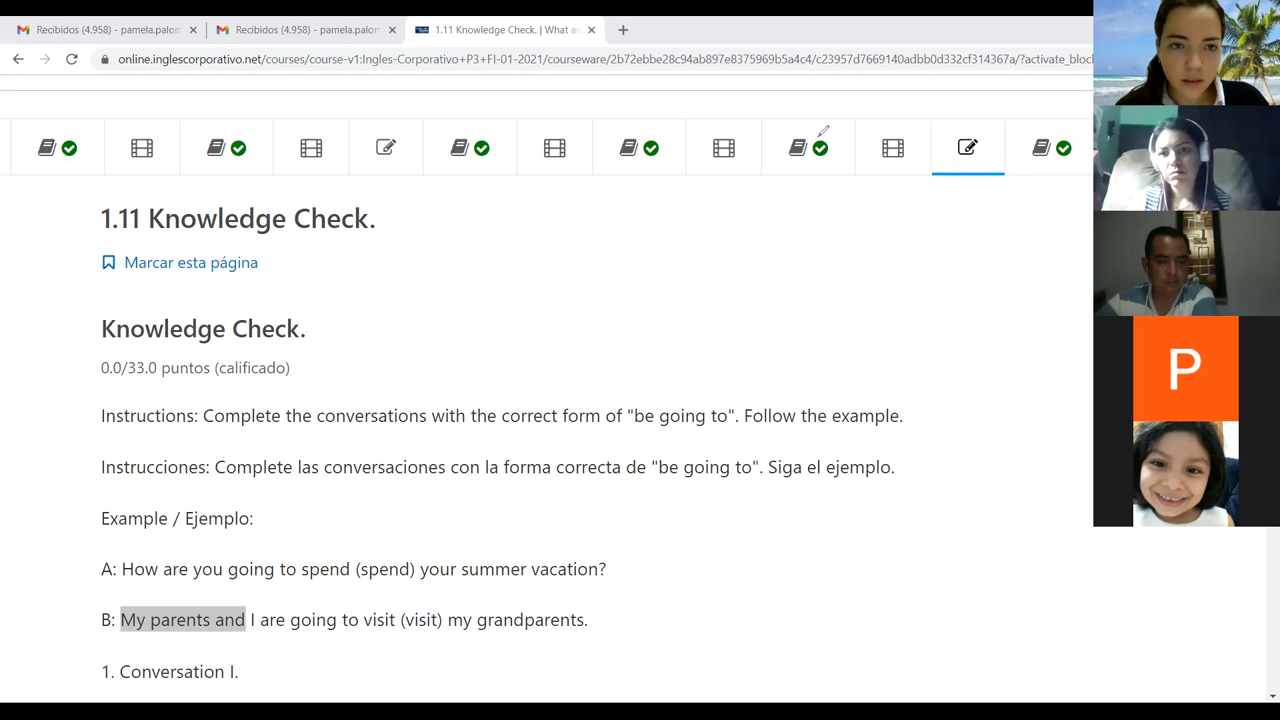 Recibidos (4.958) - pamela.palom
Recibidos (4.958) - pamela.palom
1.11 Knowledge Check. | What a
online.inglescorporativo.net/courses/course-v1:Ingles-Corporativo+P3+FI-01-2021/courseware/2b72ebbe28c94ab897e8375969b5a4c4/c23957d7669140adbb0d332cf314367a/?activate_bloc
1.11 Knowledge Check.
Marcar esta página
Knowledge Check.
0.0/33.0 puntos (calificado)
Instructions: Complete the conversations with the correct form of "be going to". Follow the example.
Instrucciones: Complete las conversaciones con la forma correcta de "be going to". Siga el ejemplo.
Example / Ejemplo:
A: How are you going to spend (spend) your summer vacation?
B: My parents and I are going to visit (visit) my grandparents.
1. Conversation I.
P